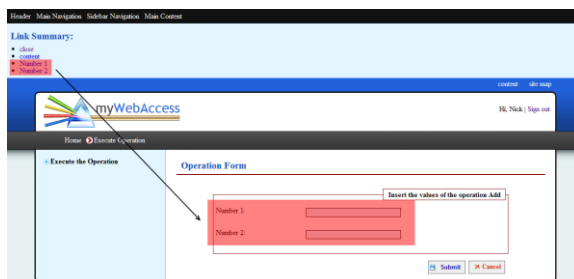 Header Main Navigation Sidebar Navigation Main Content
Link Summary:
close
content
Number 1
Number 2
content site map
myWebAccess
Hi, Nick | Sign out
Home Execute Operation
Execute the Operation
Operation Form
Insert the values of the operation Add
Number 1:
Number 2:
Submit Cancel